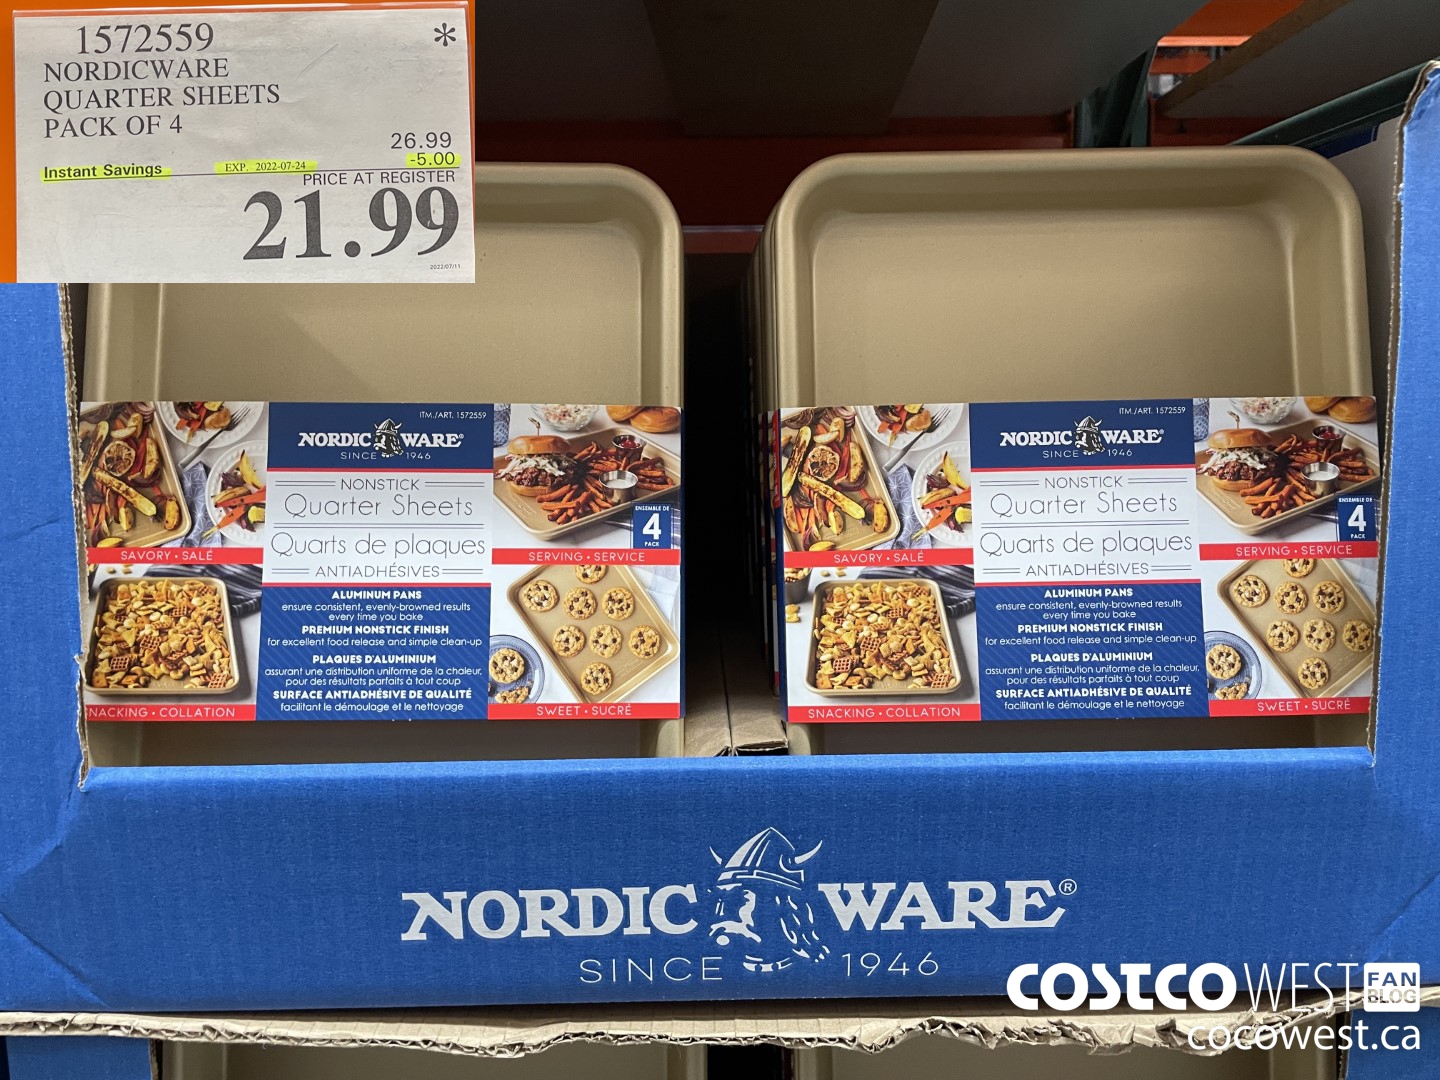 1572559 *
NORDICWARE
QUARTER SHEETS
PACK OF 4
26.99
Instant Savings EXP. 2022-07-24 -5.00
PRICE AT REGISTER
21.99
2022/07/11
ITM./ART. 1572559
NORDIC WARE®
SINCE 1946
NONSTICK
Quarter Sheets
Quarts de plaques
ANTIADHÉSIVES
ENSEMBLE DE
4
PACK
SAVORY • SALÉ
SERVING • SERVICE
ALUMINUM PANS
ensure consistent, evenly-browned results
every time you bake
PREMIUM NONSTICK FINISH
for excellent food release and simple clean-up
PLAQUES D'ALUMINIUM
assurant une distribution uniforme de la chaleur,
pour des résultats parfaits à tout coup
SURFACE ANTIADHÉSIVE DE QUALITÉ
facilitant le démoulage et le nettoyage
SNACKING • COLLATION
SWEET • SUCRÉ
ITM./ART. 1572559
NORDIC WARE®
SINCE 1946
NONSTICK
Quarter Sheets
Quarts de plaques
ANTIADHÉSIVES
ENSEMBLE DE
4
PACK
SAVORY • SALÉ
SERVING • SERVICE
ALUMINUM PANS
ensure consistent, evenly-browned results
every time you bake
PREMIUM NONSTICK FINISH
for excellent food release and simple clean-up
PLAQUES D'ALUMINIUM
assurant une distribution uniforme de la chaleur,
pour des résultats parfaits à tout coup
SURFACE ANTIADHÉSIVE DE QUALITÉ
facilitant le démoulage et le nettoyage
SNACKING • COLLATION
SWEET • SUCRÉ
NORDIC WARE®
SINCE 1946
COSTCO WEST FAN BLOG
cocowest.ca